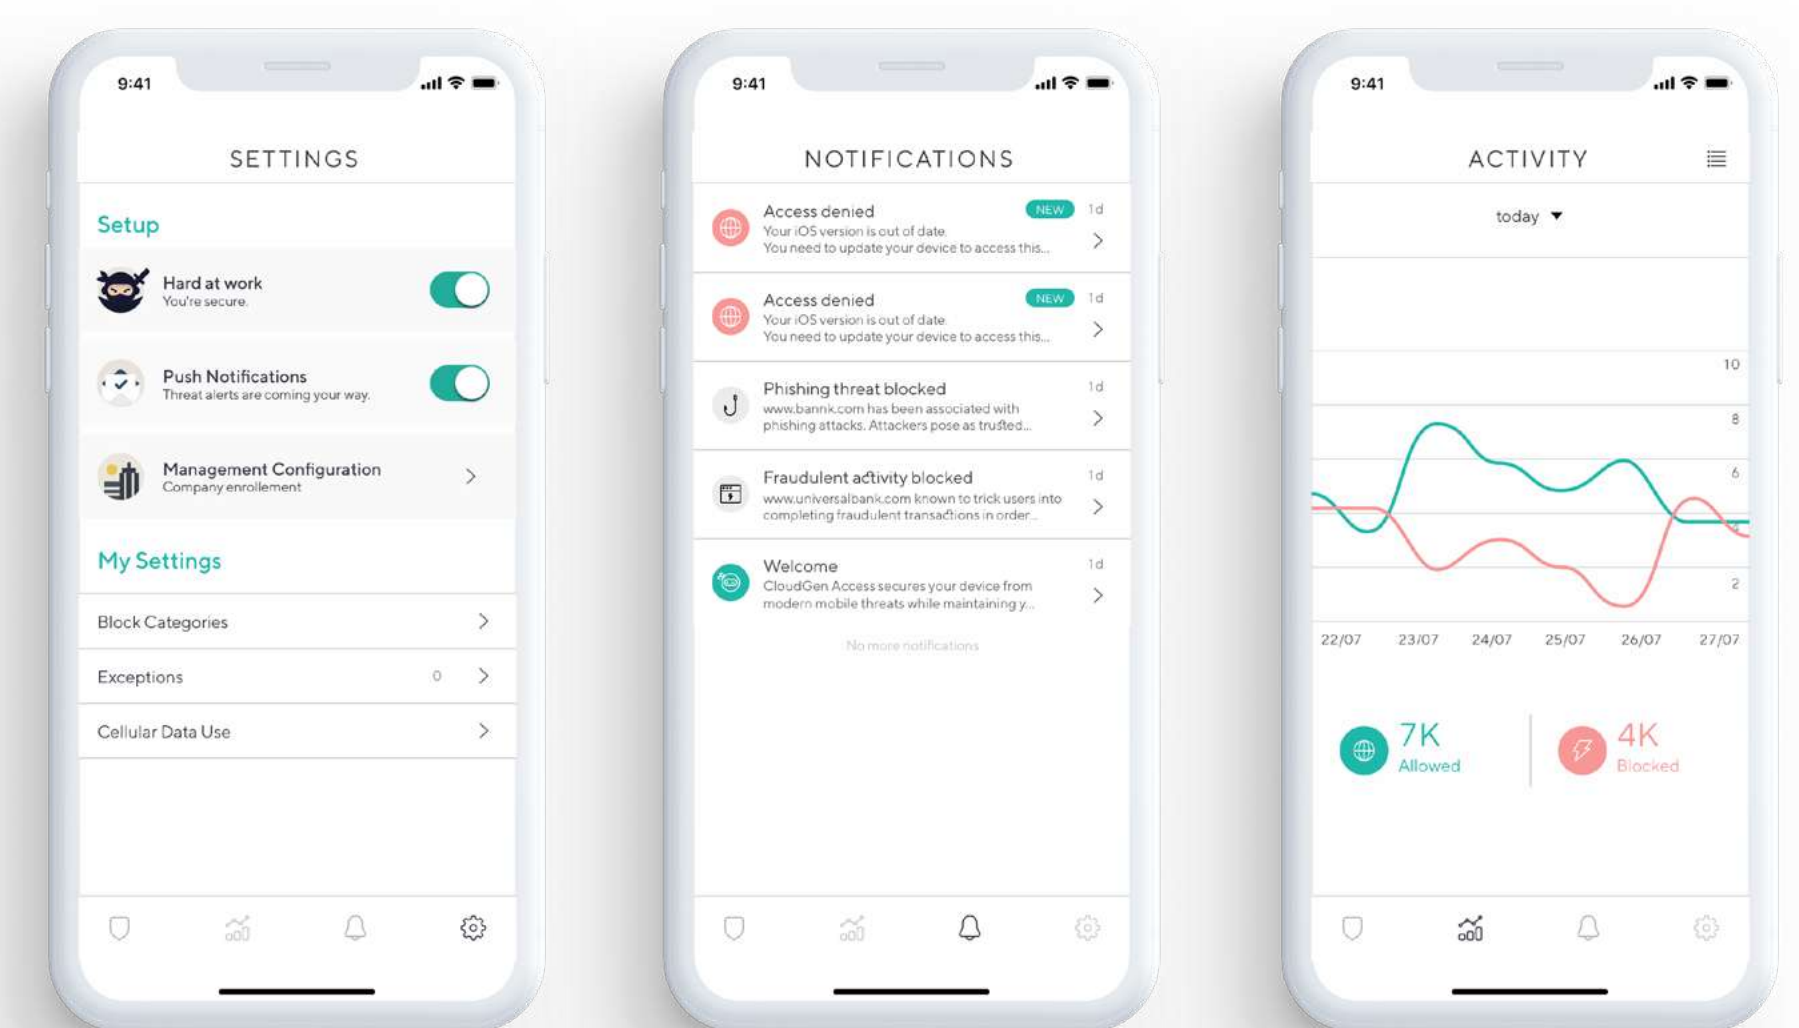 9:41
SETTINGS
Setup
Hard at work
You're secure.
Push Notifications
Threat alerts are coming your way.
Management Configuration
Company enrollement
My Settings
Block Categories
Exceptions 0
Cellular Data Use
9:41
NOTIFICATIONS
Access denied NEW 1d
Your iOS version is out of date.
You need to update your device to access this...
Access denied NEW 1d
Your iOS version is out of date.
You need to update your device to access this...
Phishing threat blocked 1d
www.bannk.com has been associated with
phishing attacks. Attackers pose as trusted...
Fraudulent activity blocked 1d
www.universalbank.com known to trick users into
completing fraudulent transactions in order...
Welcome 1d
CloudGen Access secures your device from
modern mobile threats while maintaining y...
No more notifications
9:41
ACTIVITY
today
10
8
6
4
2
22/07 23/07 24/07 25/07 26/07 27/07
7K 4K
Allowed Blocked